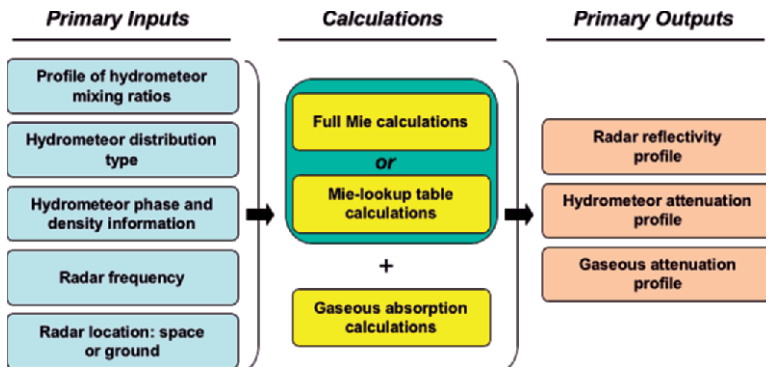 Primary Inputs
Profile of hydrometeor
mixing ratios
Hydrometeor distribution
type
Hydrometeor phase and
density information
Radar frequency
Radar location: space
or ground
Calculations
Full Mie calculations
or
Mie-lookup table
calculations
+
Gaseous absorption
calculations
Primary Outputs
Radar reflectivity
profile
Hydrometeor attenuation
profile
Gaseous attenuation
profile